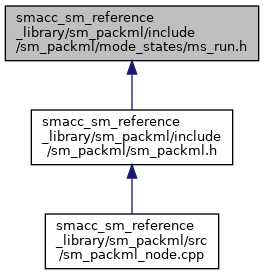 smacc_sm_reference
_library/sm_packml/include
/sm_packml/mode_states/ms_run.h
smacc_sm_reference
_library/sm_packml/include
/sm_packml/sm_packml.h
smacc_sm_reference
_library/sm_packml/src
/sm_packml_node.cpp